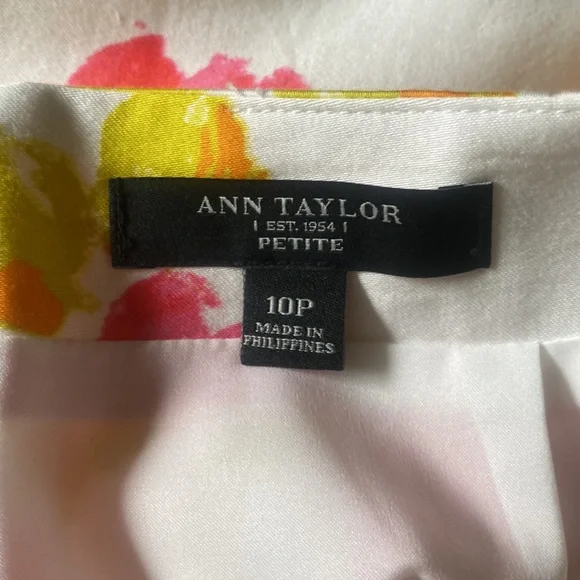 ANN TAYLOR
| EST. 1954 |
PETITE
10P
MADE IN
PHILIPPINES